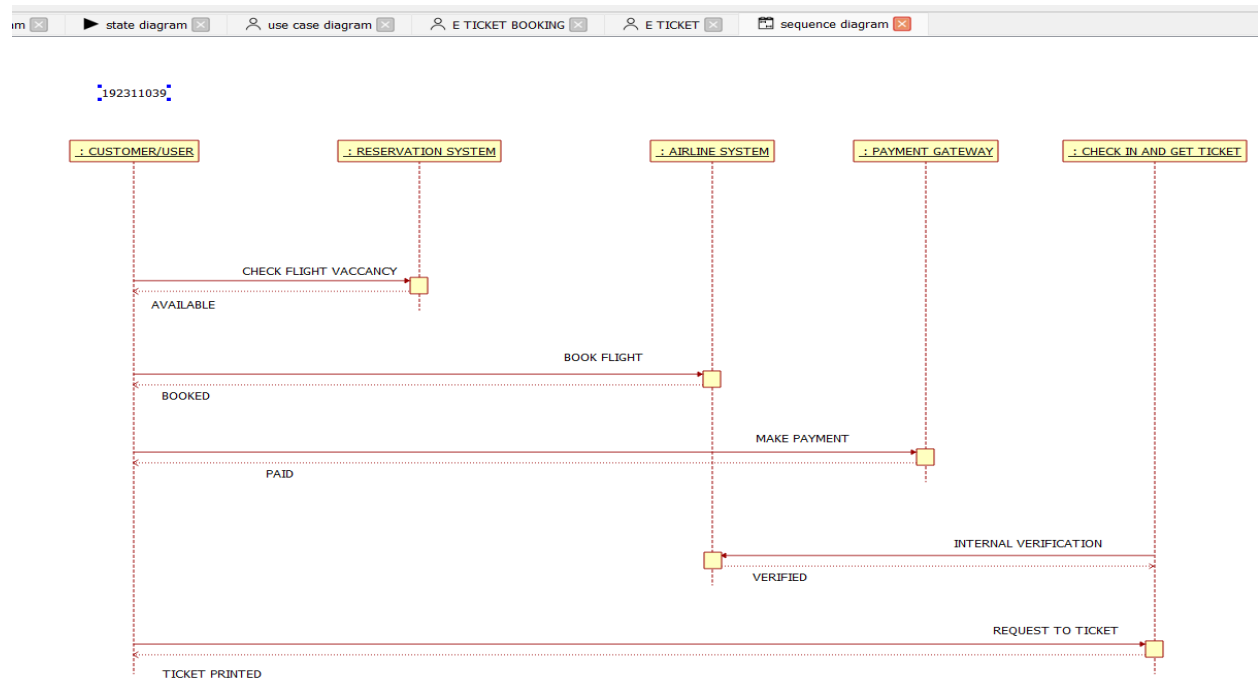 am
state diagram
use case diagram
E TICKET BOOKING
E TICKET
sequence diagram
192311039
: CUSTOMER/USER
: RESERVATION SYSTEM
: AIRLINE SYSTEM
: PAYMENT GATEWAY
: CHECK IN AND GET TICKET
CHECK FLIGHT VACCANCY
AVAILABLE
BOOK FLIGHT
BOOKED
MAKE PAYMENT
PAID
INTERNAL VERIFICATION
VERIFIED
REQUEST TO TICKET
TICKET PRINTED